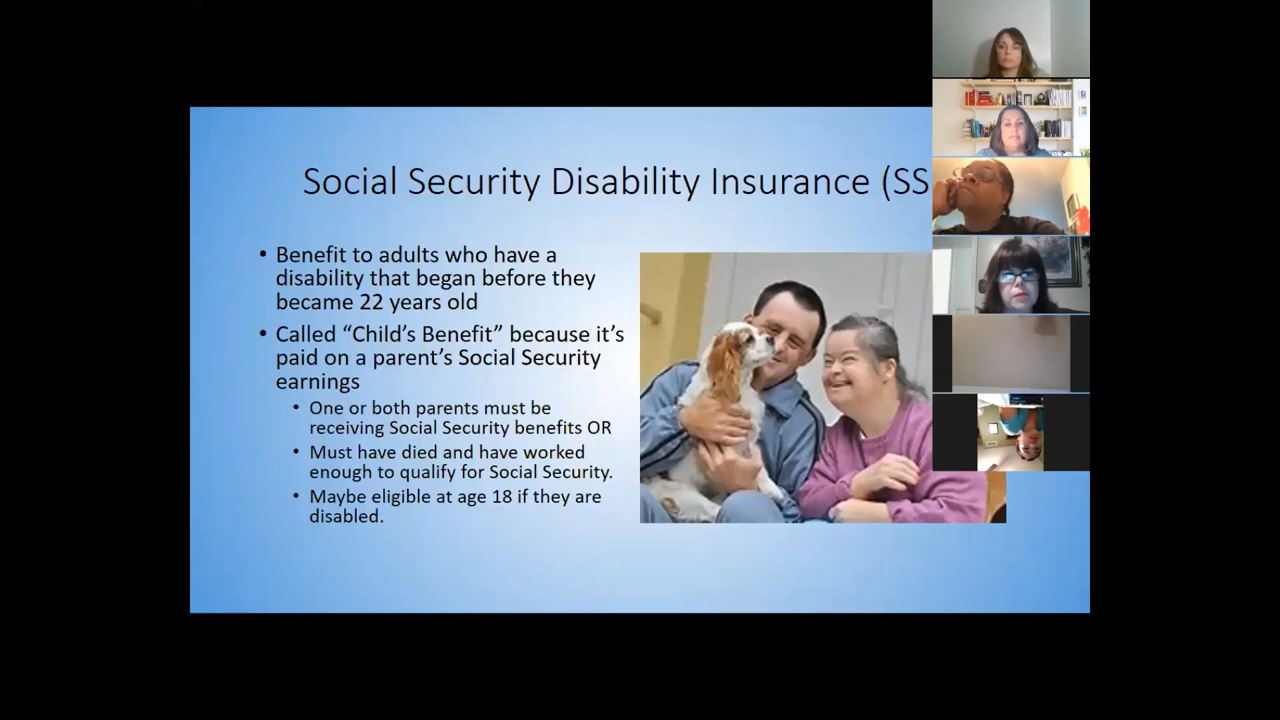 Social Security Disability Insurance (SS
• Benefit to adults who have a
disability that began before they
became 22 years old
• Called “Child’s Benefit” because it’s
paid on a parent’s Social Security
earnings
• One or both parents must be
receiving Social Security benefits OR
• Must have died and have worked
enough to qualify for Social Security.
• Maybe eligible at age 18 if they are
disabled.